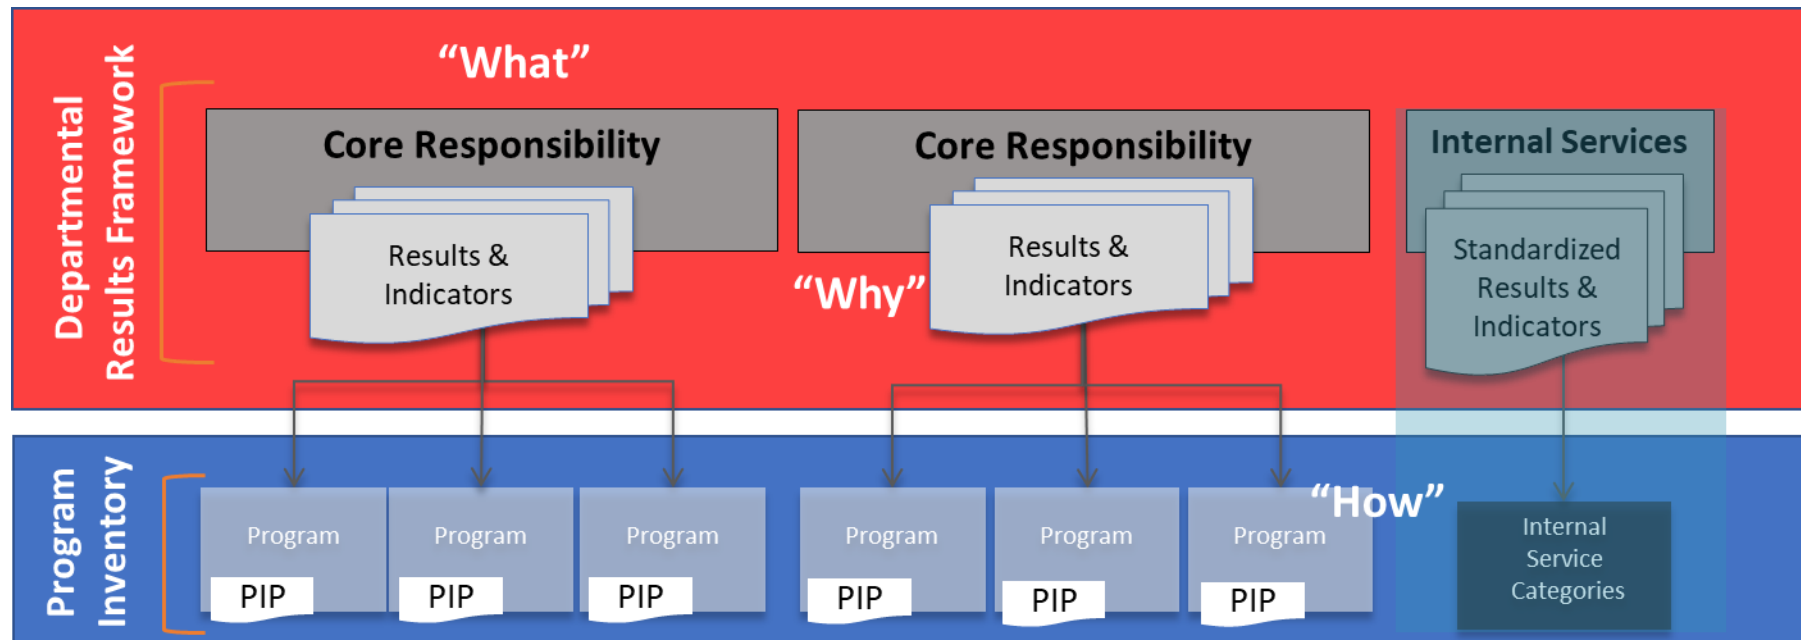 Departmental
Results Framework
“What”
Core Responsibility
Results &
Indicators
“Why”
Core Responsibility
Results &
Indicators
Internal Services
Standardized
Results &
Indicators
Program
Inventory
Program
PIP
Program
PIP
Program
PIP
Program
PIP
Program
PIP
Program
PIP
“How”
Internal
Service
Categories